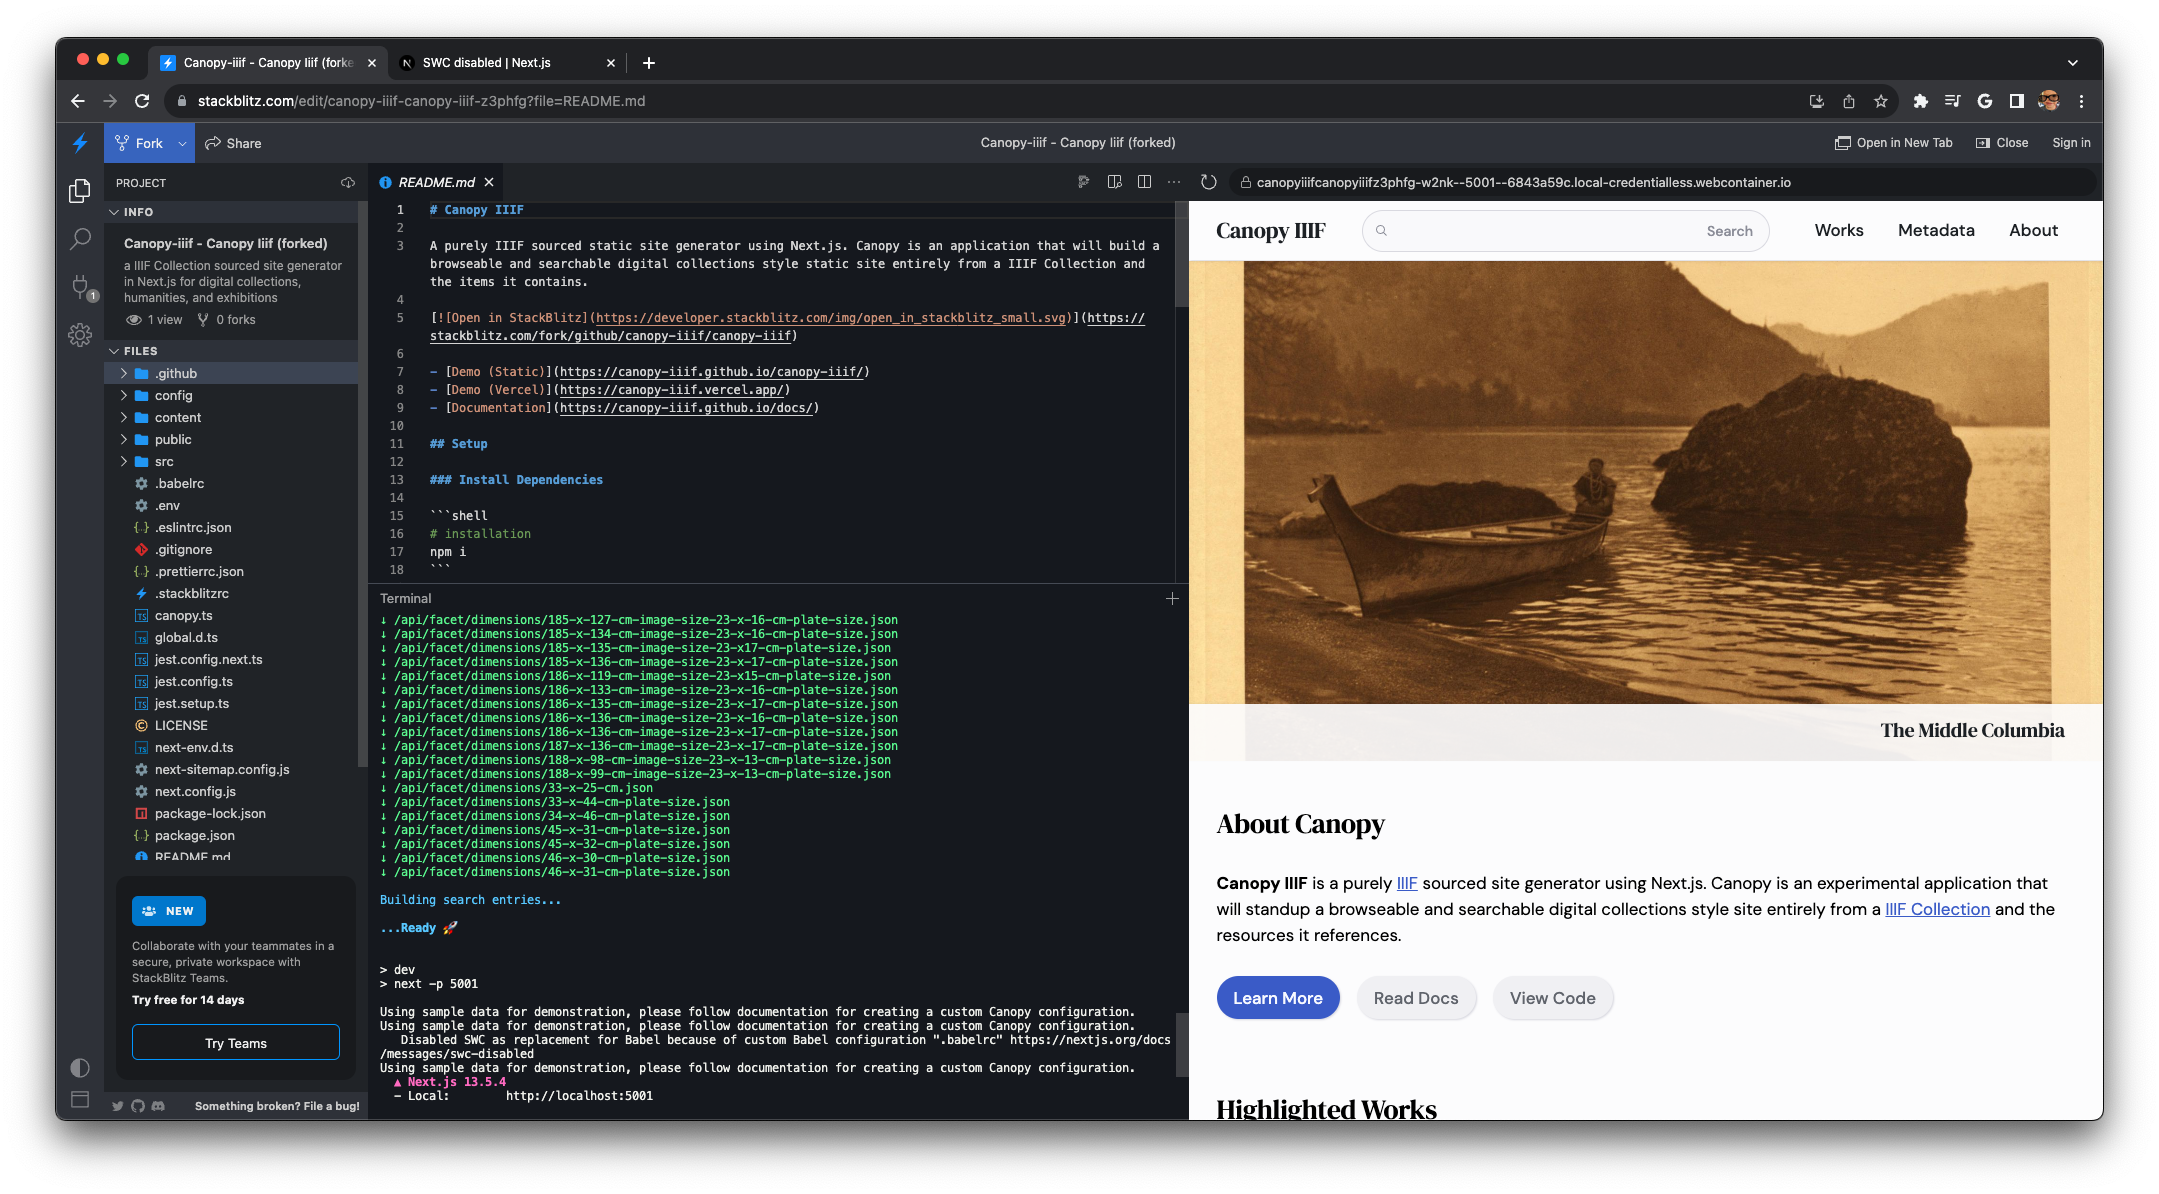 Canopy-iiif - Canopy Iiif (forke
SWC disabled | Next.js
stackblitz.com/edit/canopy-iiif-canopy-iiif-z3phfg?file=README.md
Fork
Share
Canopy-iiif - Canopy Iiif (forked)
Open in New Tab
Close
Sign in
PROJECT
INFO
Canopy-iiif - Canopy Iiif (forked)
a IIIF Collection sourced site generator
in Next.js for digital collections,
humanities, and exhibitions
1 view
0 forks
1
FILES
.github
config
content
public
src
.babelrc
.env
.eslintrc.json
.gitignore
.prettierrc.json
.stackblitzrc
canopy.ts
global.d.ts
jest.config.next.ts
jest.config.ts
jest.setup.ts
LICENSE
next-env.d.ts
next-sitemap.config.js
next.config.js
package-lock.json
package.json
README.md
NEW
Collaborate with your teammates in a
secure, private workspace with
StackBlitz Teams.
Try free for 14 days
Try Teams
Something broken? File a bug!
README.md
1 # Canopy IIIF
2
3 A purely IIIF sourced static site generator using Next.js. Canopy is an application that will build a
browseable and searchable digital collections style static site entirely from a IIIF Collection and
the items it contains.
4
5 [![Open in StackBlitz](https://developer.stackblitz.com/img/open_in_stackblitz_small.svg)](https://
stackblitz.com/fork/github/canopy-iiif/canopy-iiif)
6
7 - [Demo (Static)](https://canopy-iiif.github.io/canopy-iiif/)
8 - [Demo (Vercel)](https://canopy-iiif.vercel.app/)
9 - [Documentation](https://canopy-iiif.github.io/docs/)
10
11 ## Setup
12
13 ### Install Dependencies
14
15 ```shell
16 # installation
17 npm i
18 ```
Terminal
↓ /api/facet/dimensions/185-x-127-cm-image-size-23-x-16-cm-plate-size.json
↓ /api/facet/dimensions/185-x-134-cm-image-size-23-x-16-cm-plate-size.json
↓ /api/facet/dimensions/185-x-135-cm-image-size-23-x17-cm-plate-size.json
↓ /api/facet/dimensions/185-x-136-cm-image-size-23-x-17-cm-plate-size.json
↓ /api/facet/dimensions/186-x-119-cm-image-size-23-x15-cm-plate-size.json
↓ /api/facet/dimensions/186-x-133-cm-image-size-23-x-16-cm-plate-size.json
↓ /api/facet/dimensions/186-x-135-cm-image-size-23-x-17-cm-plate-size.json
↓ /api/facet/dimensions/186-x-136-cm-image-size-23-x-16-cm-plate-size.json
↓ /api/facet/dimensions/186-x-136-cm-image-size-23-x-17-cm-plate-size.json
↓ /api/facet/dimensions/187-x-136-cm-image-size-23-x-17-cm-plate-size.json
↓ /api/facet/dimensions/188-x-98-cm-image-size-23-x-13-cm-plate-size.json
↓ /api/facet/dimensions/188-x-99-cm-image-size-23-x-13-cm-plate-size.json
↓ /api/facet/dimensions/33-x-25-cm.json
↓ /api/facet/dimensions/33-x-44-cm-plate-size.json
↓ /api/facet/dimensions/34-x-46-cm-plate-size.json
↓ /api/facet/dimensions/45-x-31-cm-plate-size.json
↓ /api/facet/dimensions/45-x-32-cm-plate-size.json
↓ /api/facet/dimensions/46-x-30-cm-plate-size.json
↓ /api/facet/dimensions/46-x-31-cm-plate-size.json
Building search entries...
...Ready 🚀
> dev
> next -p 5001
Using sample data for demonstration, please follow documentation for creating a custom Canopy configuration.
Using sample data for demonstration, please follow documentation for creating a custom Canopy configuration.
Disabled SWC as replacement for Babel because of custom Babel configuration ".babelrc" https://nextjs.org/docs
/messages/swc-disabled
Using sample data for demonstration, please follow documentation for creating a custom Canopy configuration.
▲ Next.js 13.5.4
- Local: http://localhost:5001
canopyiiifcanopyiiifz3phfg-w2nk--5001--6843a59c.local-credentialless.webcontainer.io
Canopy IIIF
Search
Works
Metadata
About
The Middle Columbia
About Canopy
Canopy IIIF is a purely IIIF sourced site generator using Next.js. Canopy is an experimental application that
will standup a browseable and searchable digital collections style site entirely from a IIIF Collection and the
resources it references.
Learn More
Read Docs
View Code
Highlighted Works